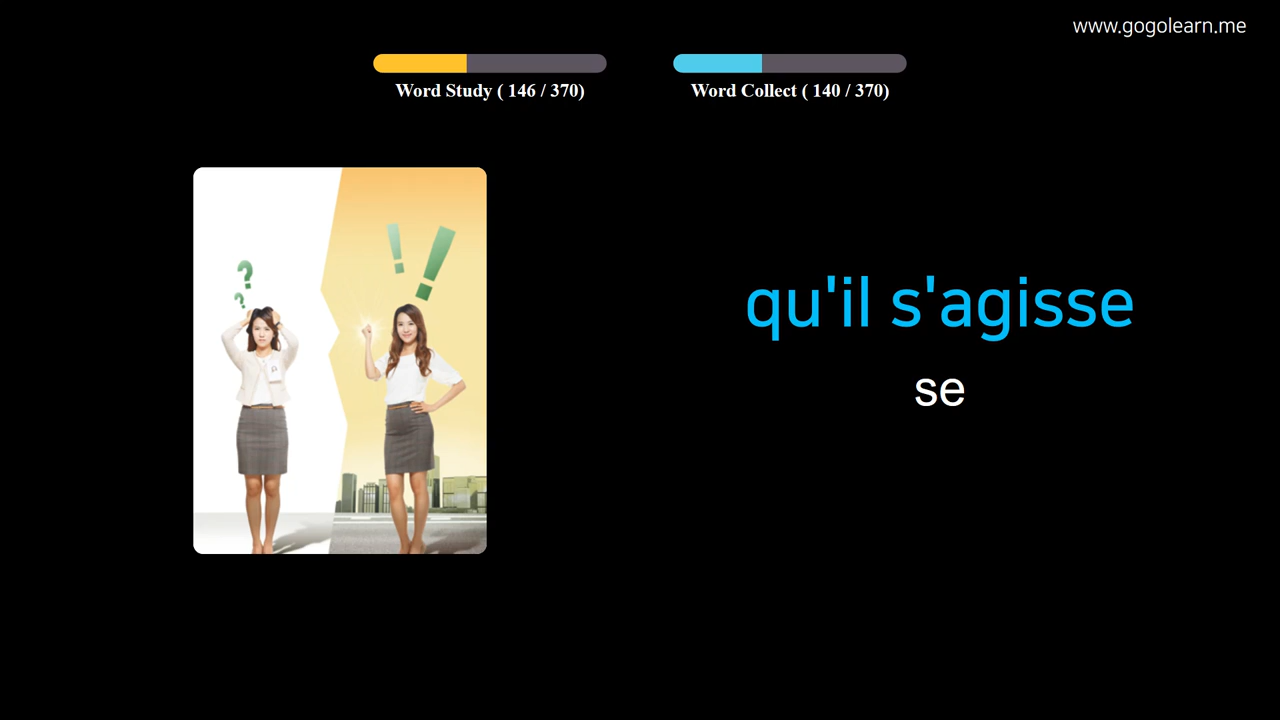 www.gogolearn.me
Word Study ( 146 / 370)
Word Collect ( 140 / 370)
? ?
! !
qu'il s'agisse
se